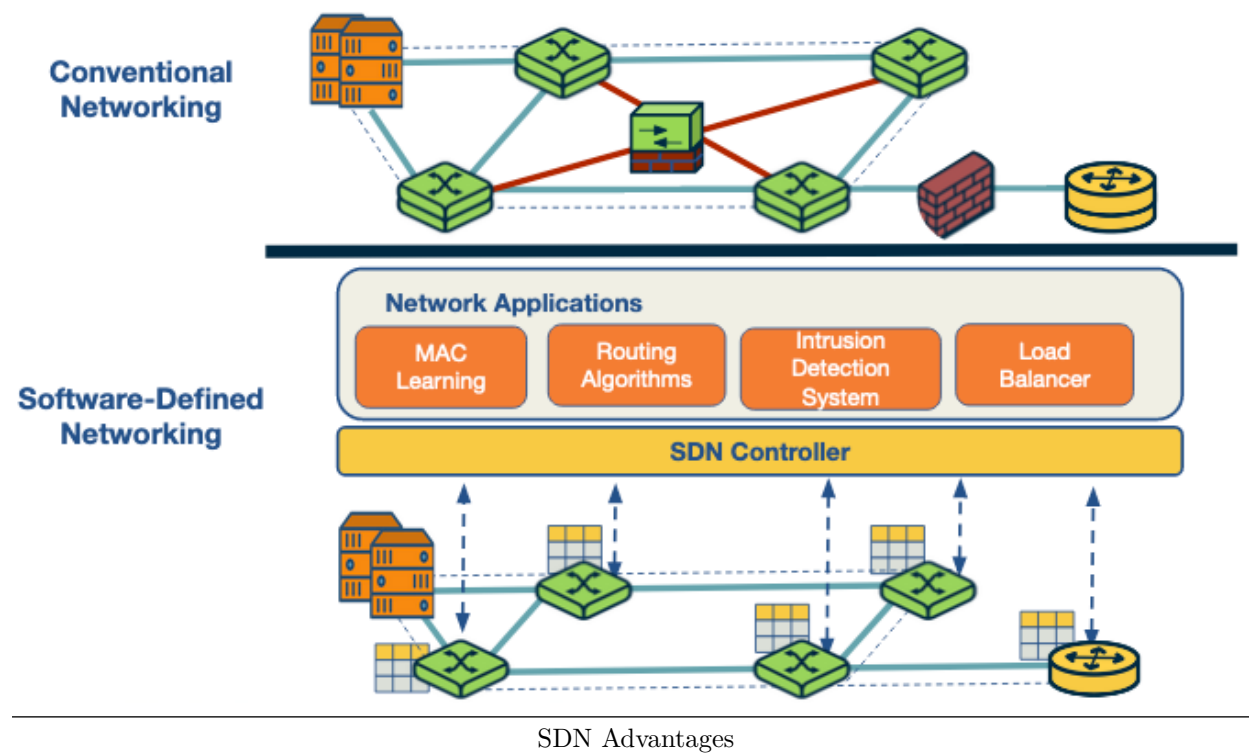 Conventional
Networking
Network Applications
MAC
Learning
Routing
Algorithms
Intrusion
Detection
System
Load
Balancer
Software-Defined
Networking
SDN Controller
SDN Advantages